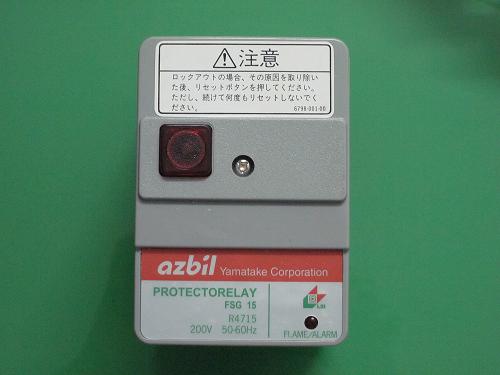 注意
ロックアウトの場合、その原因を取り除い
た後、リセットボタンを押してください。
ただし、続けて何度もリセットしないでく
ださい。
6798-001-00
azbil Yamatake Corporation
PROTECTORELAY
FSG 15
R4715
200V 50-60Hz
FLAME/ALARM